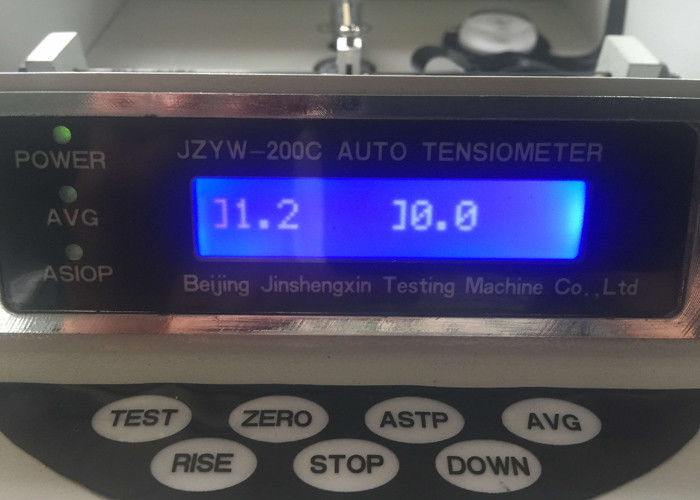 JZYW-200C AUTO TENSIOMETER
POWER
AVG
ASIOP
]1.2 ]0.0
Beijing Jinshengxin Testing Machine Co.,Ltd
TEST ZERO ASTP AVG
RISE STOP DOWN